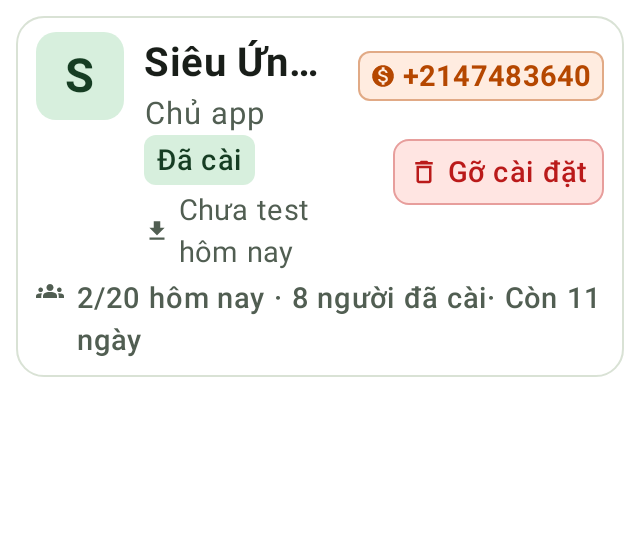 S
Siêu Ứn…
+2147483640
Chủ app
Đã cài
Gỡ cài đặt
Chưa test
hôm nay
2/20 hôm nay · 8 người đã cài· Còn 11
ngày